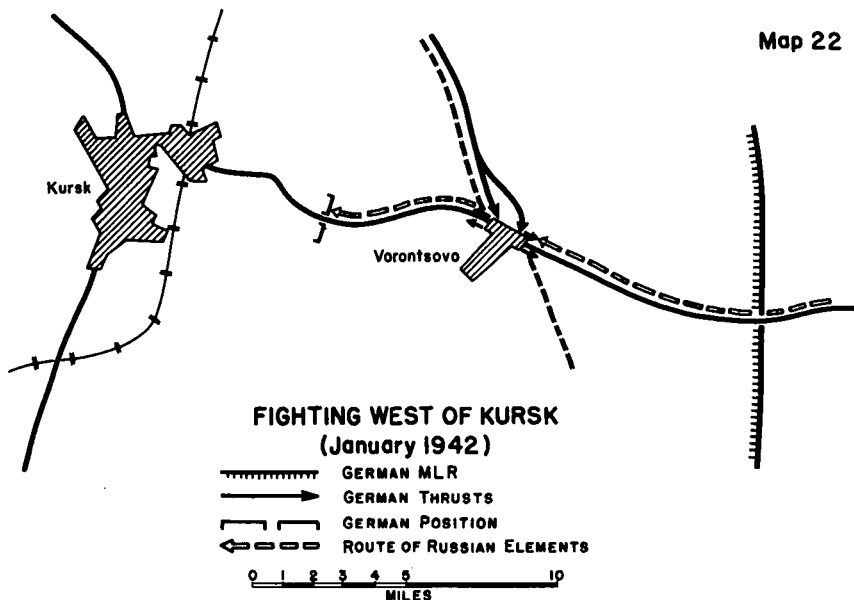 Map 22
Kursk
Vorontsovo
FIGHTING WEST OF KURSK
(January 1942)
GERMAN MLR
GERMAN THRUSTS
GERMAN POSITION
ROUTE OF RUSSIAN ELEMENTS
0 1 2 3 4 5 10
MILES